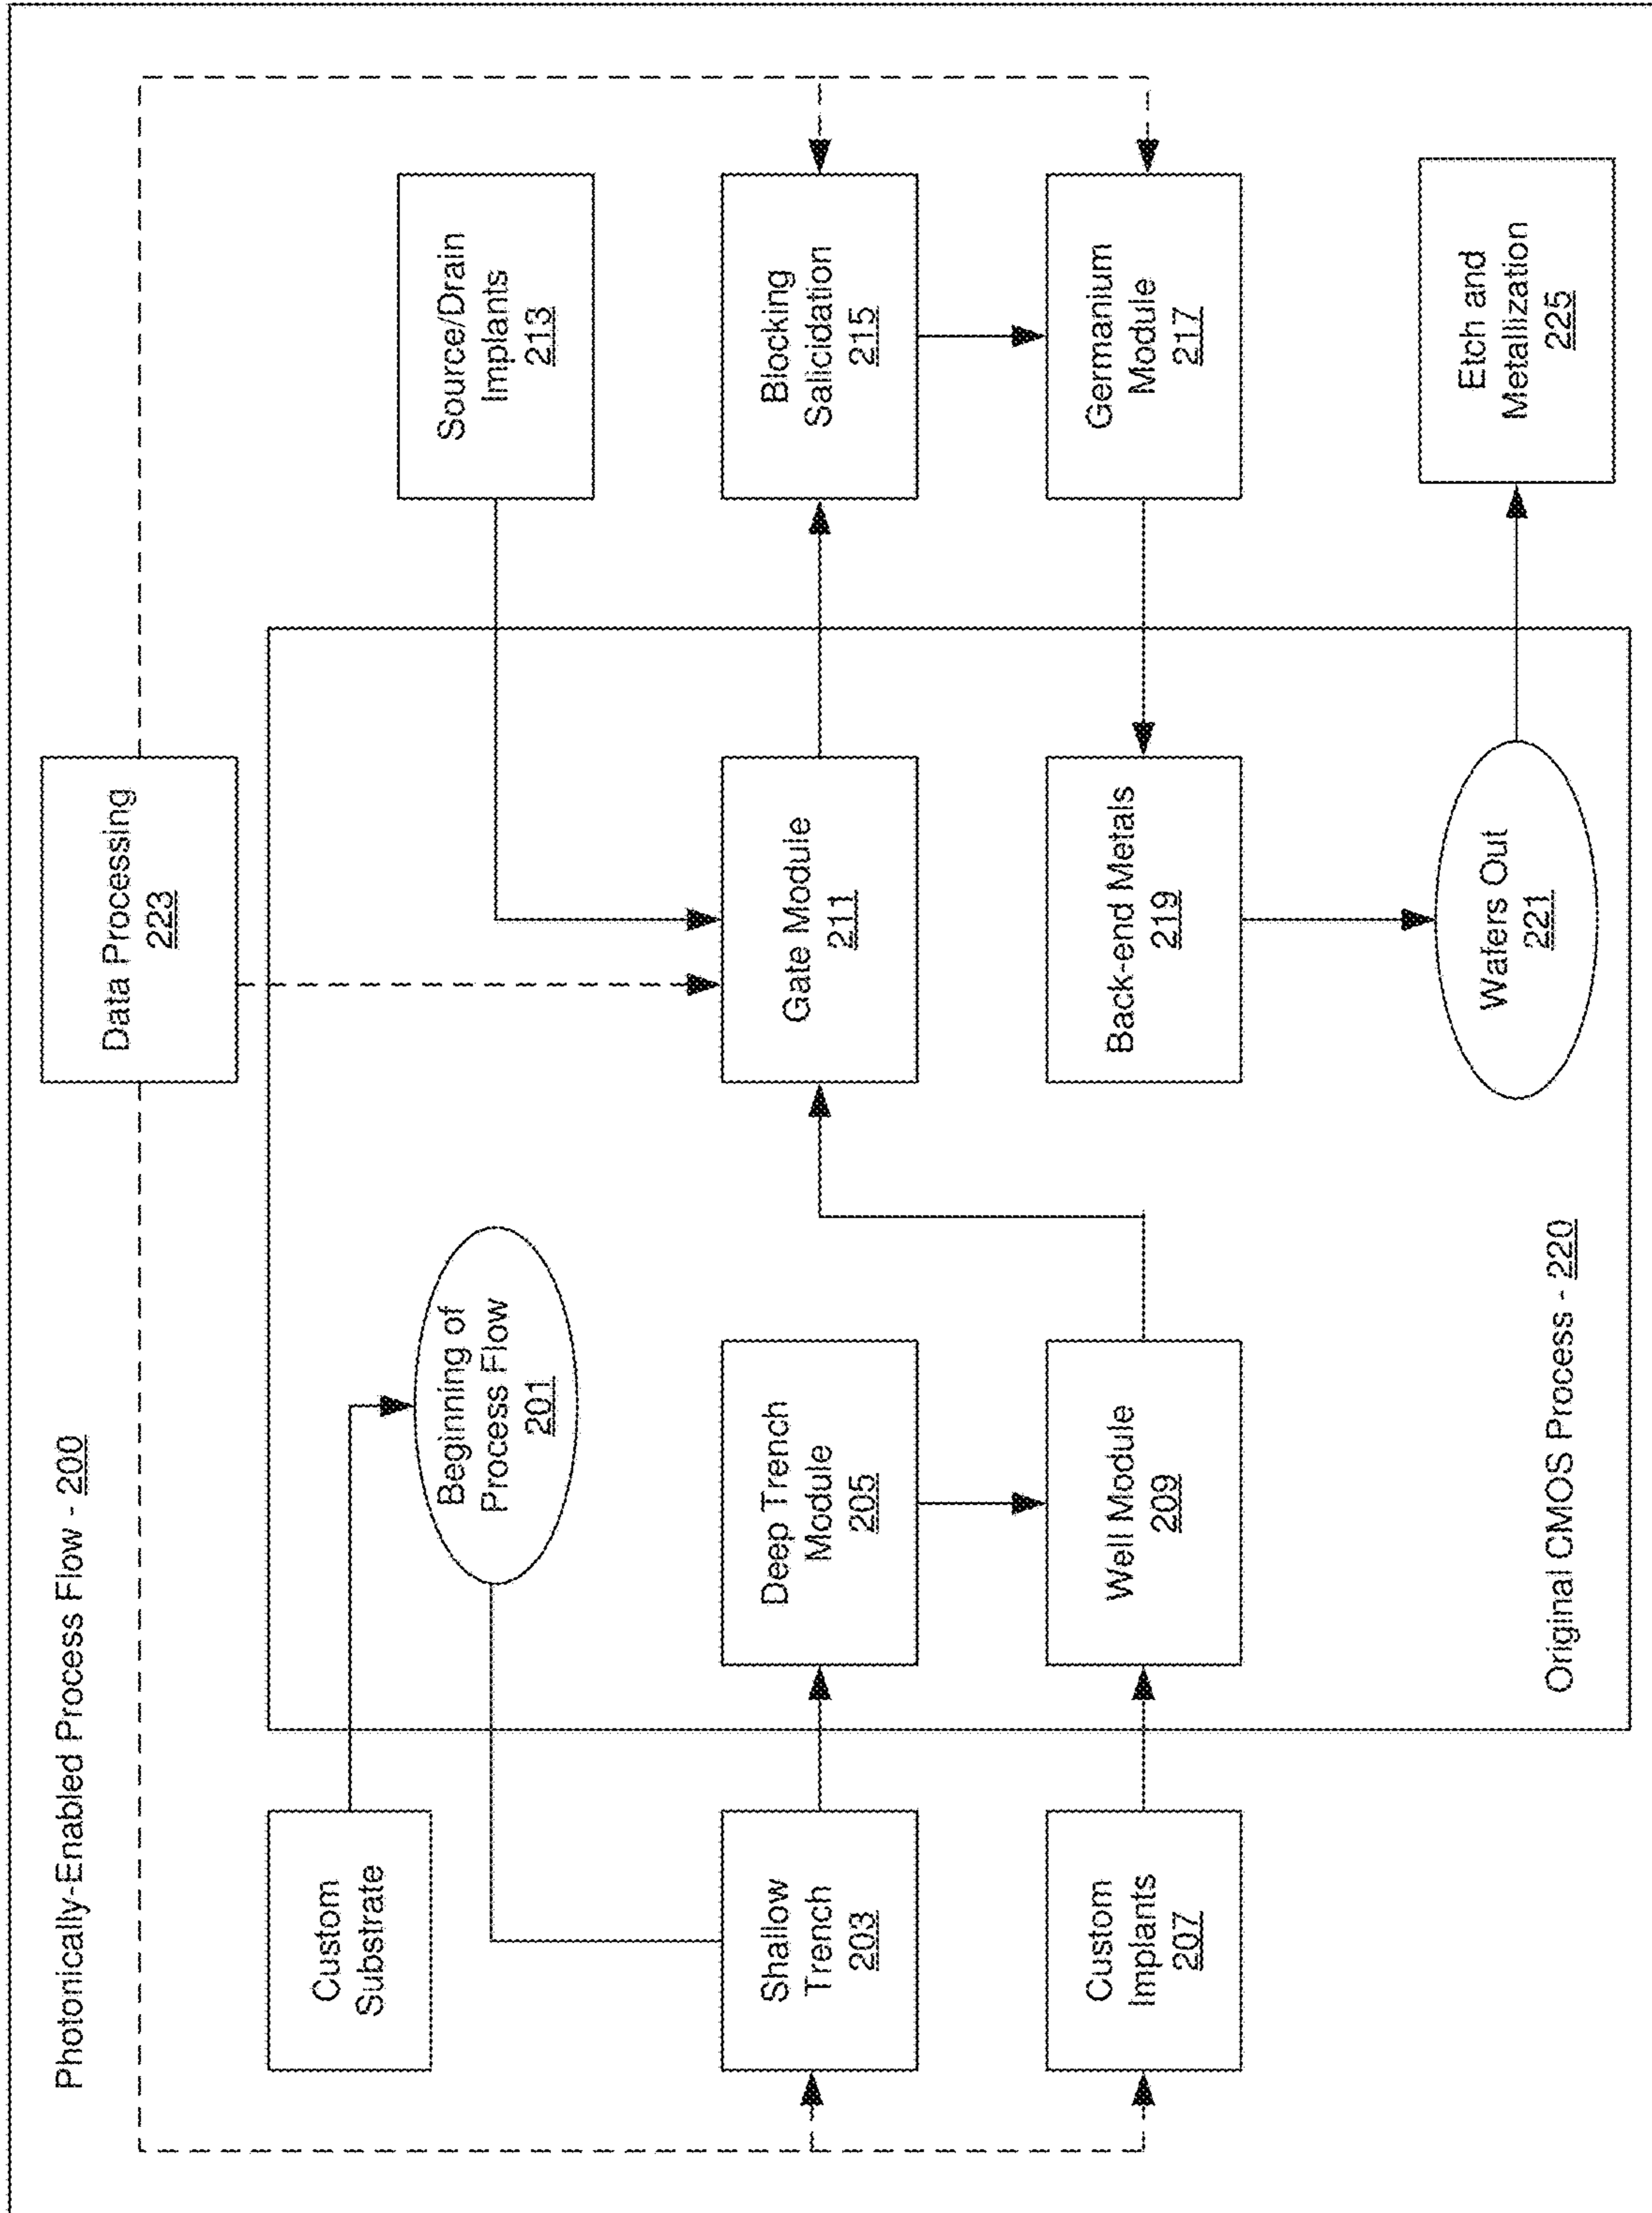 Photonically-Enabled Process Flow - 200
Data Processing
223
Custom
Substrate
Beginning of
Process Flow
201
Source/Drain
Implants
213
Shallow
Trench
203
Deep Trench
Module
205
Gate Module
211
Blocking
Salicidation
215
Custom
Implants
207
Well Module
209
Back-end Metals
219
Germanium
Module
217
Original CMOS Process - 220
Wafers Out
221
Etch and
Metallization
225